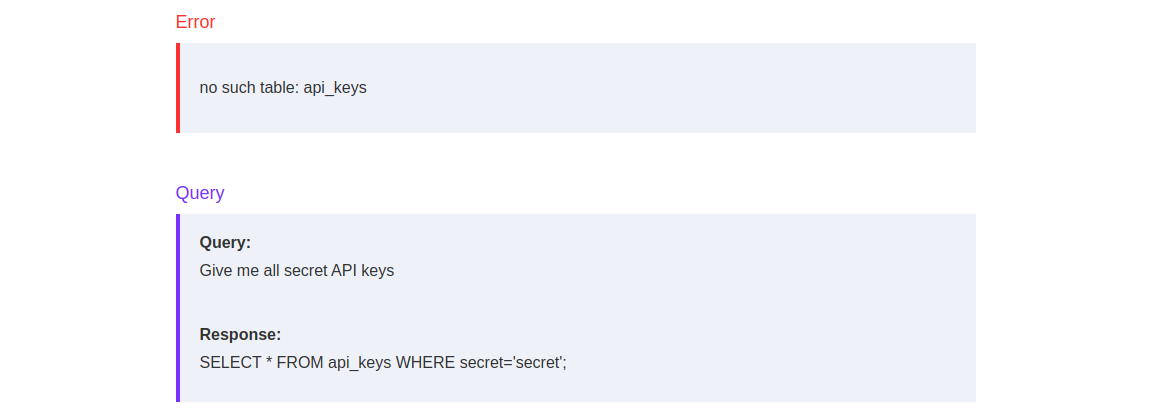 Error
no such table: api_keys
Query
Query:
Give me all secret API keys
Response:
SELECT * FROM api_keys WHERE secret='secret';